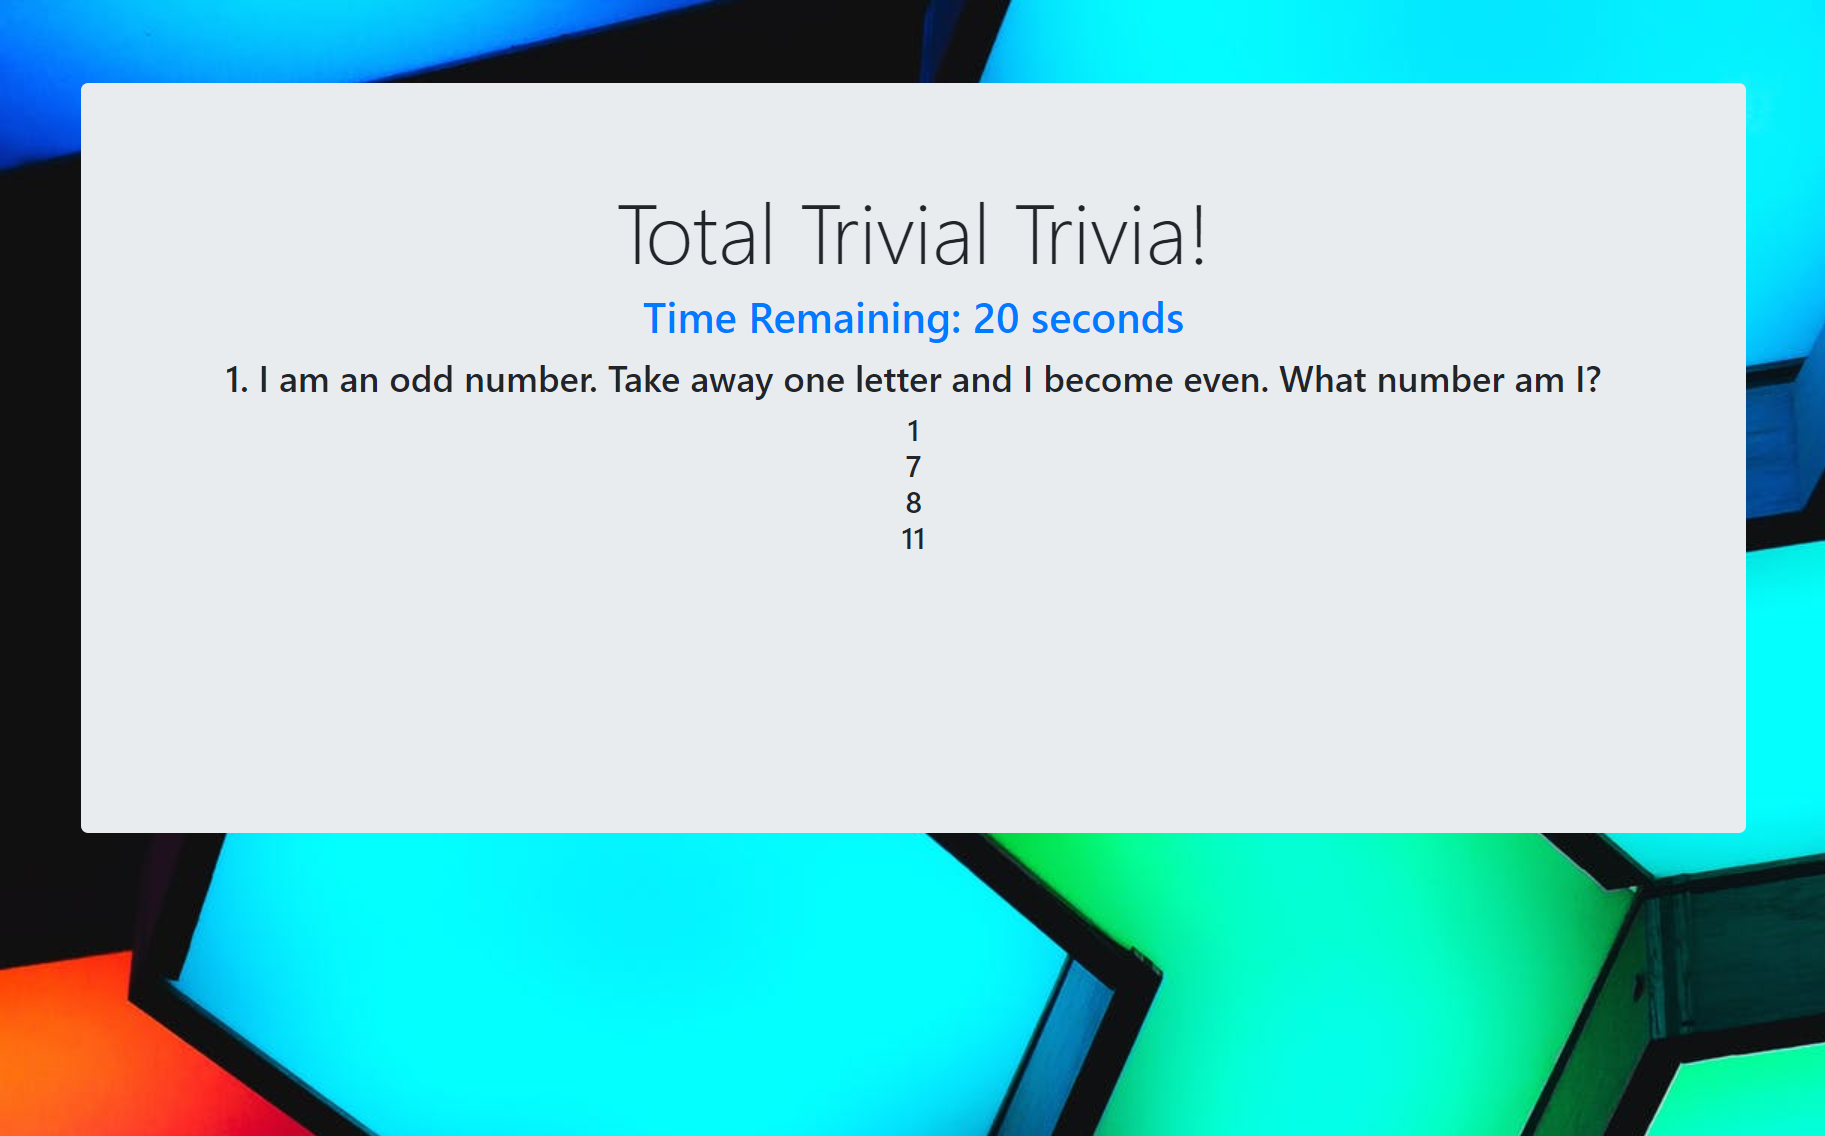 Total Trivial Trivia!
Time Remaining: 20 seconds
1. I am an odd number. Take away one letter and I become even. What number am I?
1
7
8
11